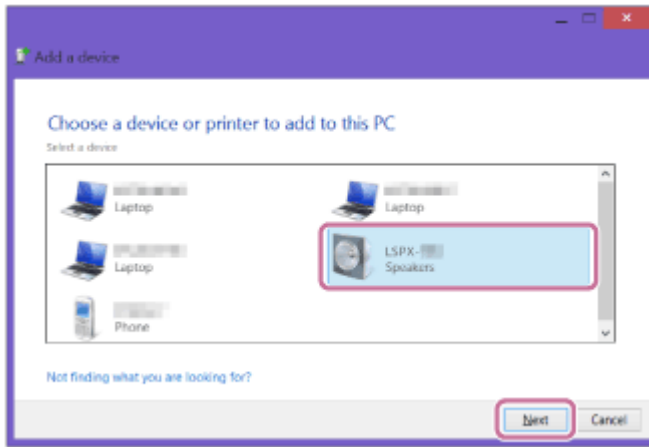 Add a device
Choose a device or printer to add to this PC
Select a device
Laptop
Laptop
Laptop
LSPX-
Speakers
Phone
Not finding what you are looking for?
Next
Cancel